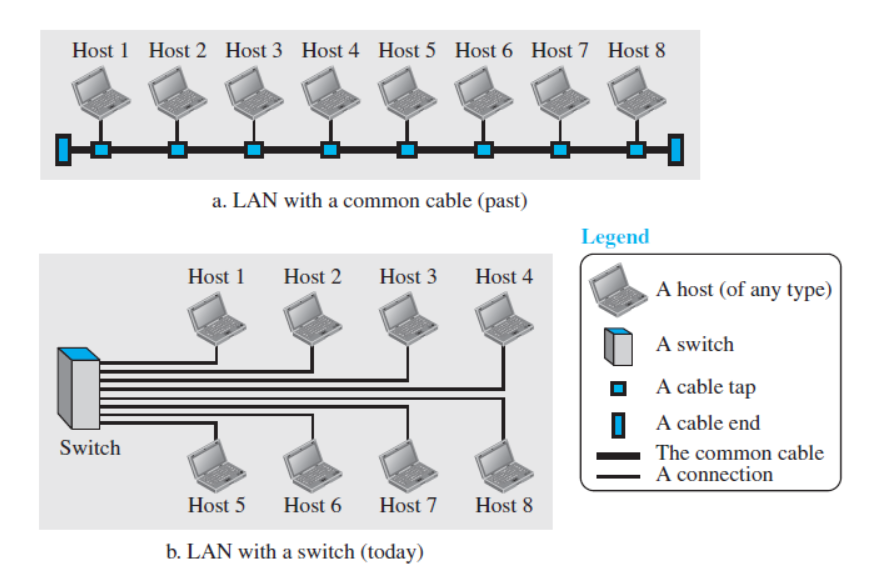 Host 1 Host 2 Host 3 Host 4 Host 5 Host 6 Host 7 Host 8
a. LAN with a common cable (past)
Legend
Host 1 Host 2 Host 3 Host 4
A host (of any type)
A switch
A cable tap
A cable end
Switch
The common cable
A connection
Host 5 Host 6 Host 7 Host 8
b. LAN with a switch (today)